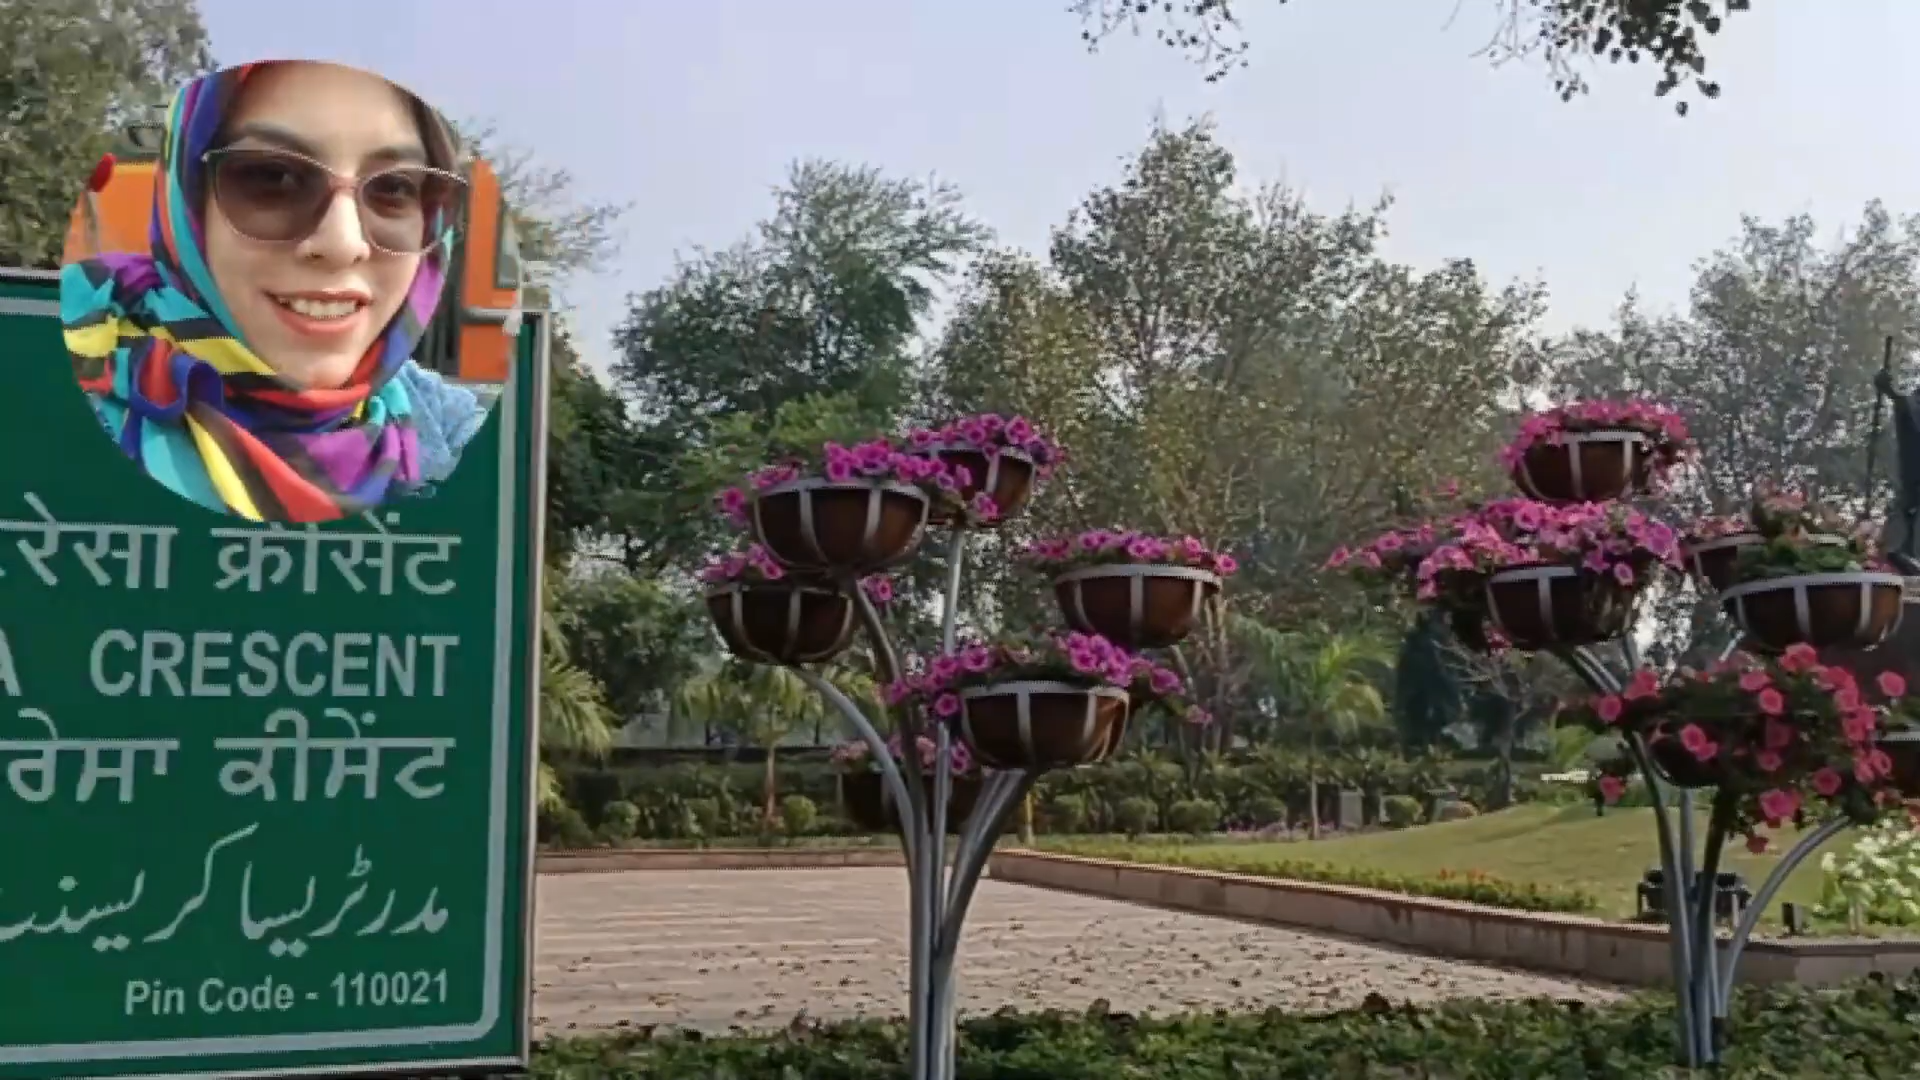 रेसा क्रीसेंट
A CRESCENT
ਰੇਸਾ ਕੀਸੇਂਟ
مدر ٹریسا کریسنٹ
Pin Code - 110021